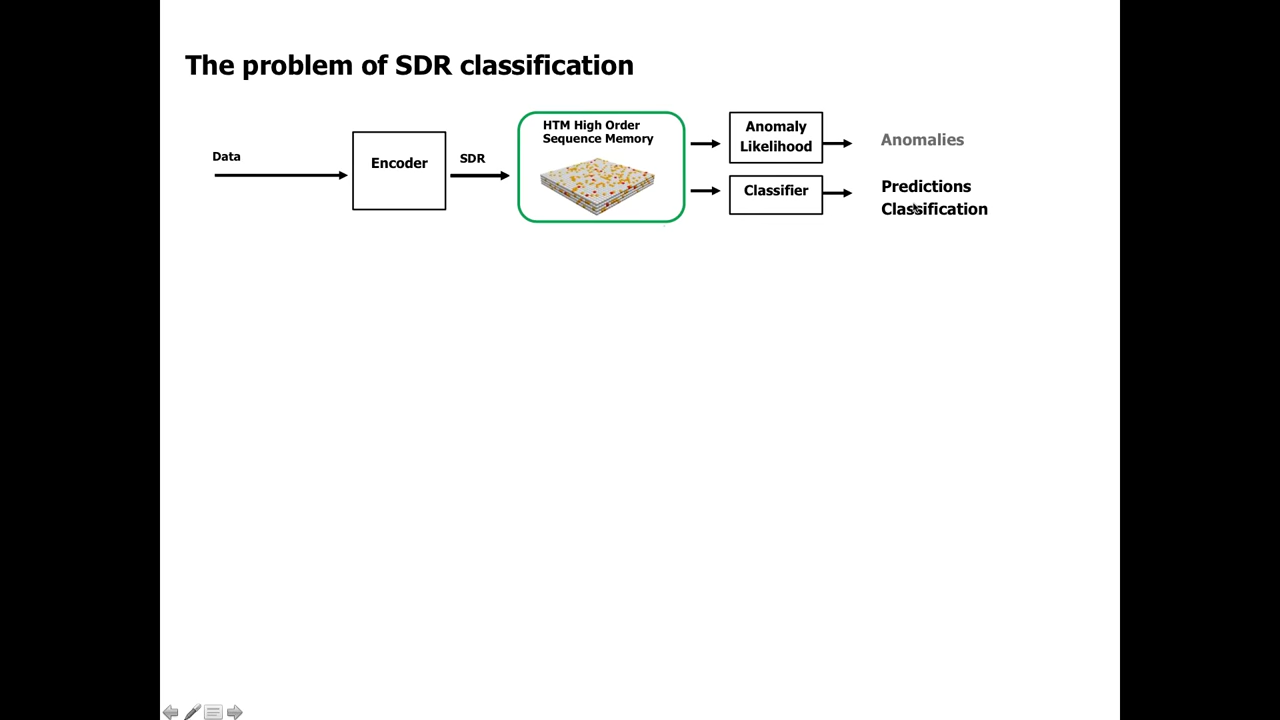 The problem of SDR classification
Data
Encoder
SDR
HTM High Order
Sequence Memory
Anomaly
Likelihood
Anomalies
Classifier
Predictions
Classification